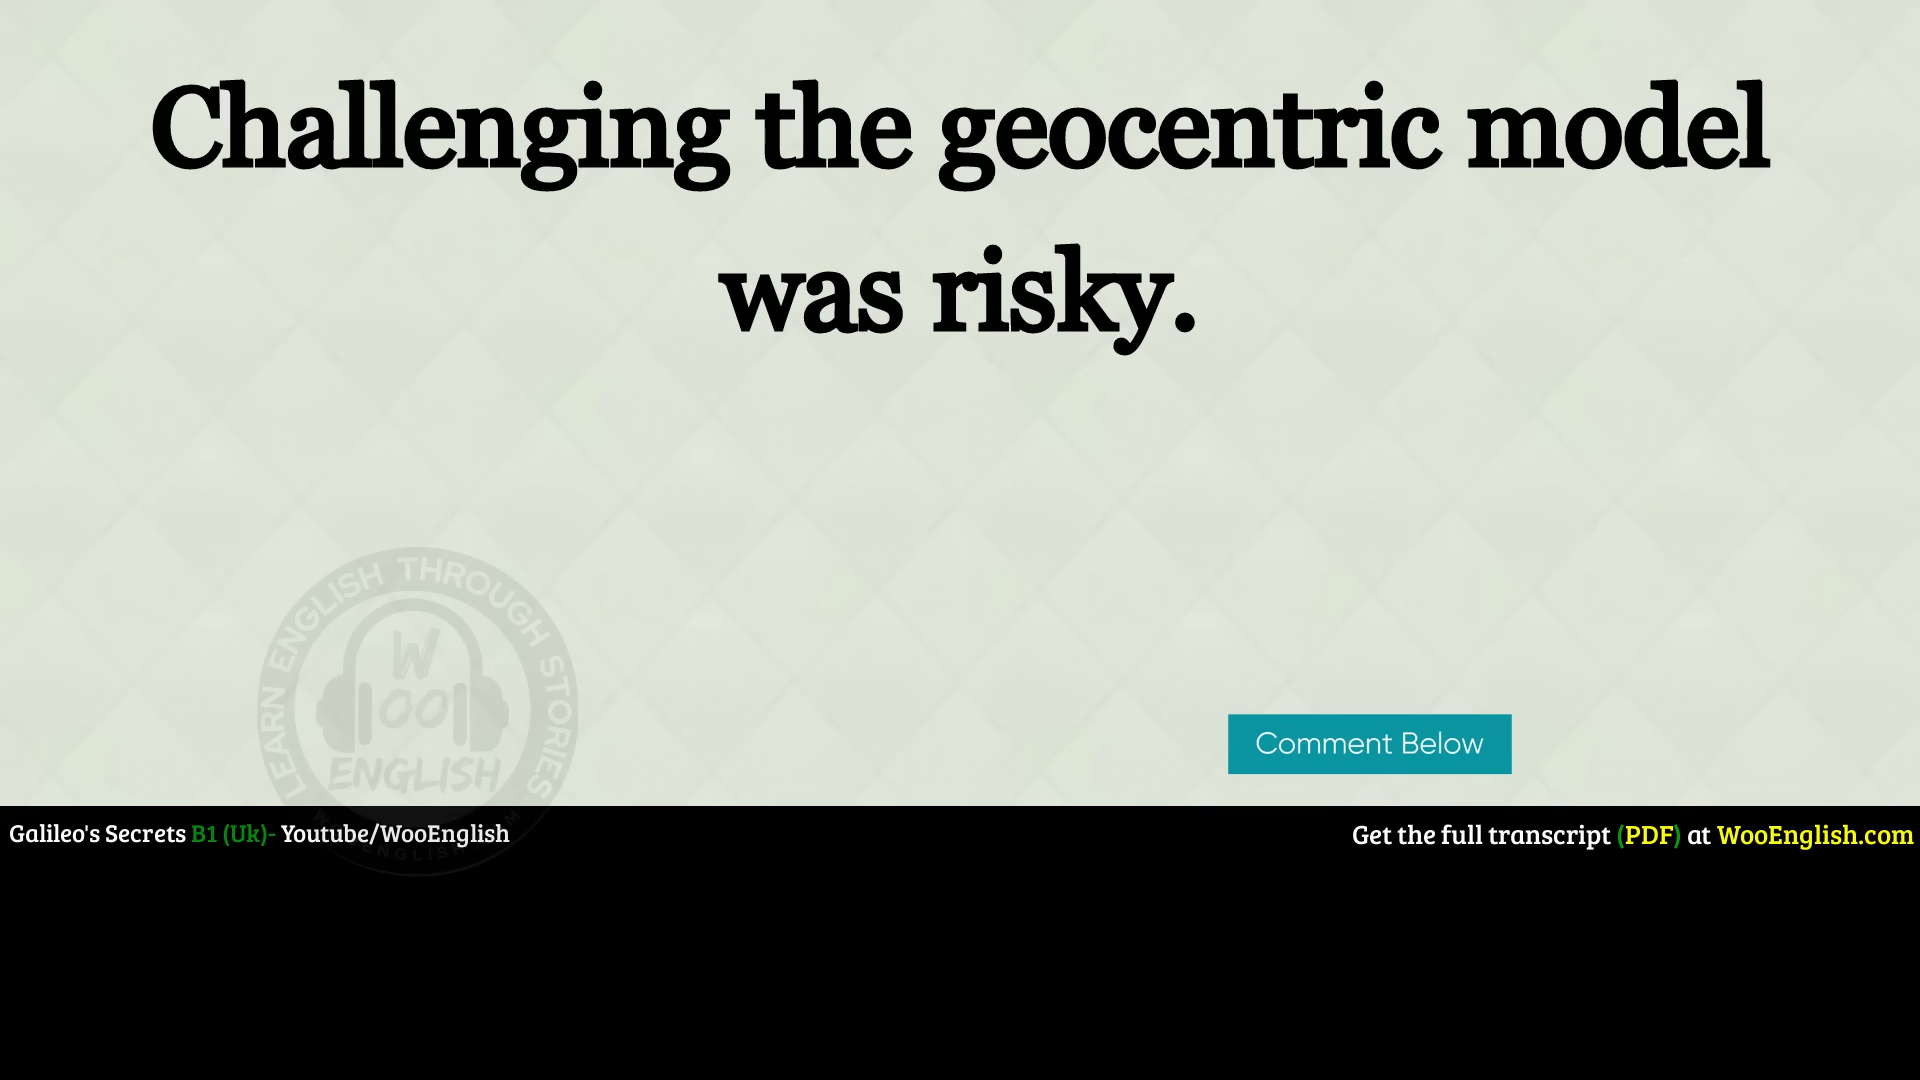 Challenging the geocentric model
was risky.
LEARN ENGLISH THROUGH STORIES
W
OO
ENGLISH
Comment Below
Galileo's Secrets B1 (Uk)- Youtube/WooEnglish
Get the full transcript (PDF) at WooEnglish.com